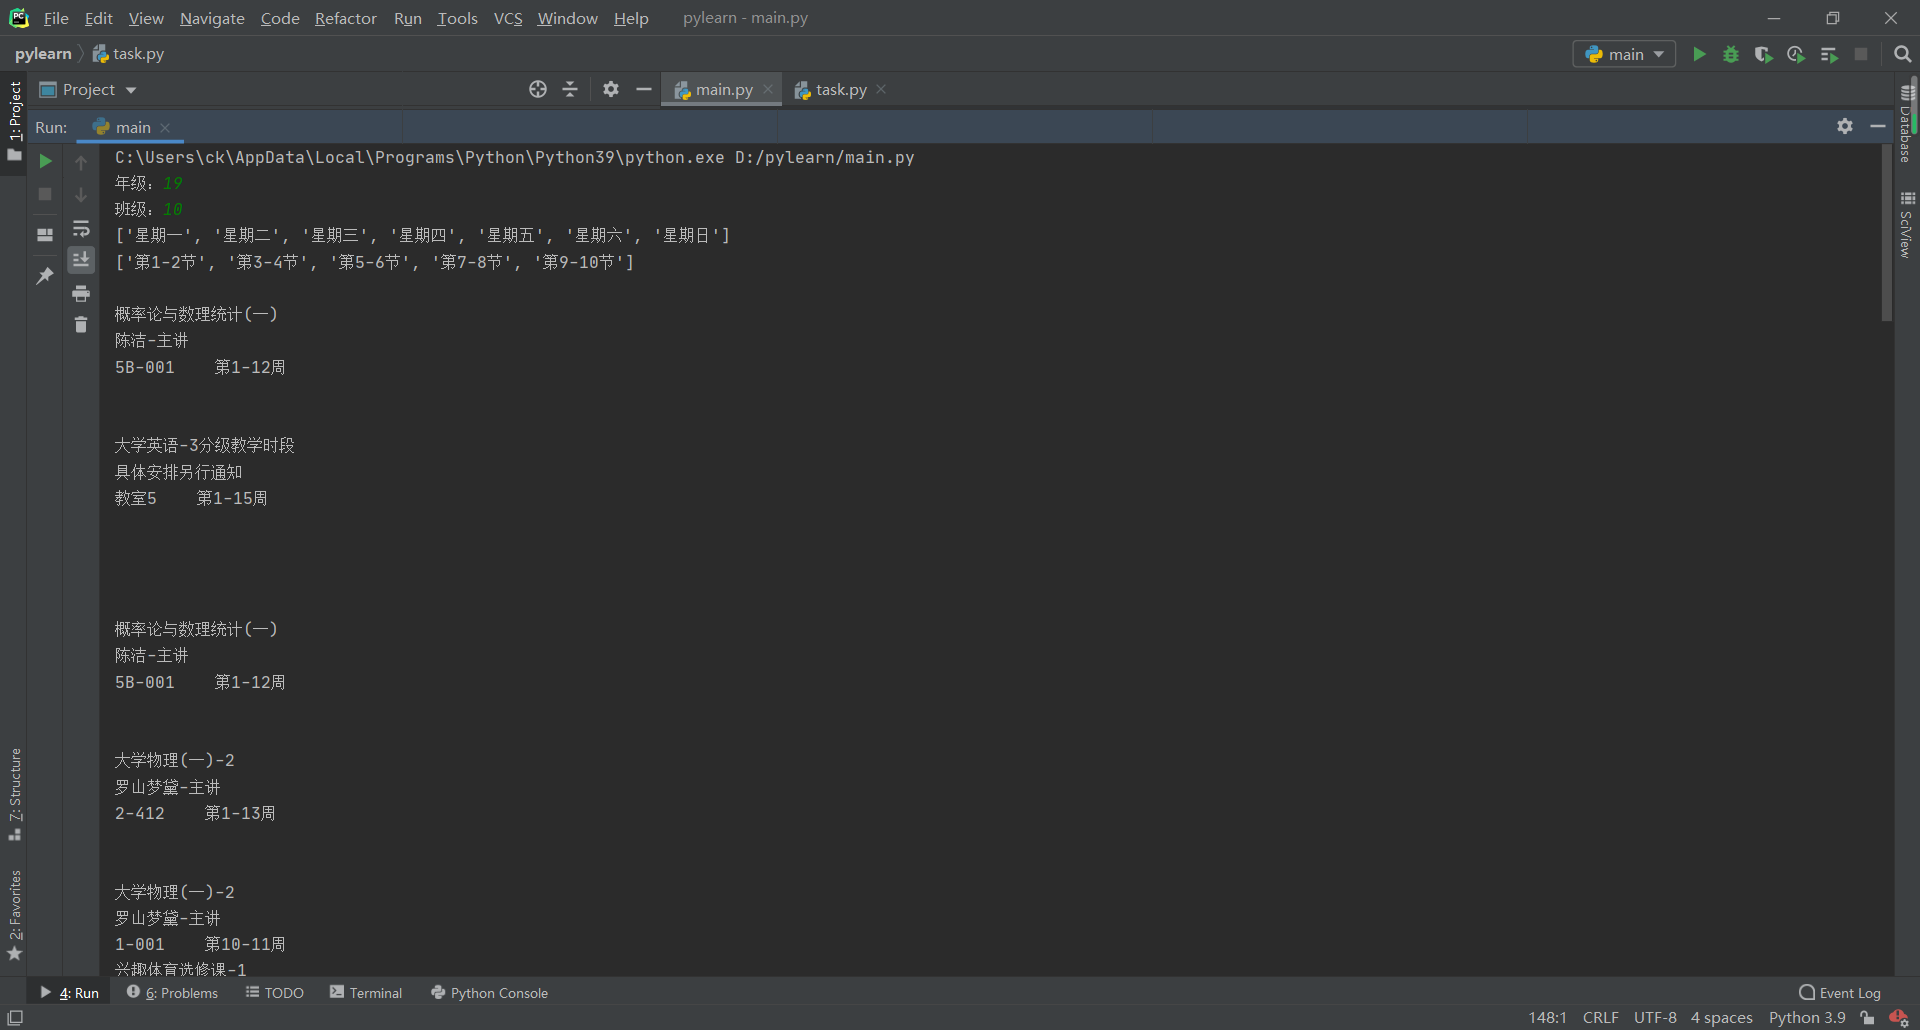 File Edit View Navigate Code Refactor Run Tools VCS Window Help pylearn - main.py
pylearn task.py main
Project main.py task.py
Run: main
C:\Users\ck\AppData\Local\Programs\Python\Python39\python.exe D:/pylearn/main.py
年级：19
班级：10
['星期一', '星期二', '星期三', '星期四', '星期五', '星期六', '星期日']
['第1-2节', '第3-4节', '第5-6节', '第7-8节', '第9-10节']
概率论与数理统计(一)
陈洁-主讲
5B-001 第1-12周
大学英语-3分级教学时段
具体安排另行通知
教室5 第1-15周
概率论与数理统计(一)
陈洁-主讲
5B-001 第1-12周
大学物理(一)-2
罗山梦黛-主讲
2-412 第1-13周
大学物理(一)-2
罗山梦黛-主讲
1-001 第10-11周
兴趣体育选修课-1
1: Project
7: Structure
2: Favorites
Database
SciView
4: Run 6: Problems TODO Terminal Python Console Event Log
148:1 CRLF UTF-8 4 spaces Python 3.9